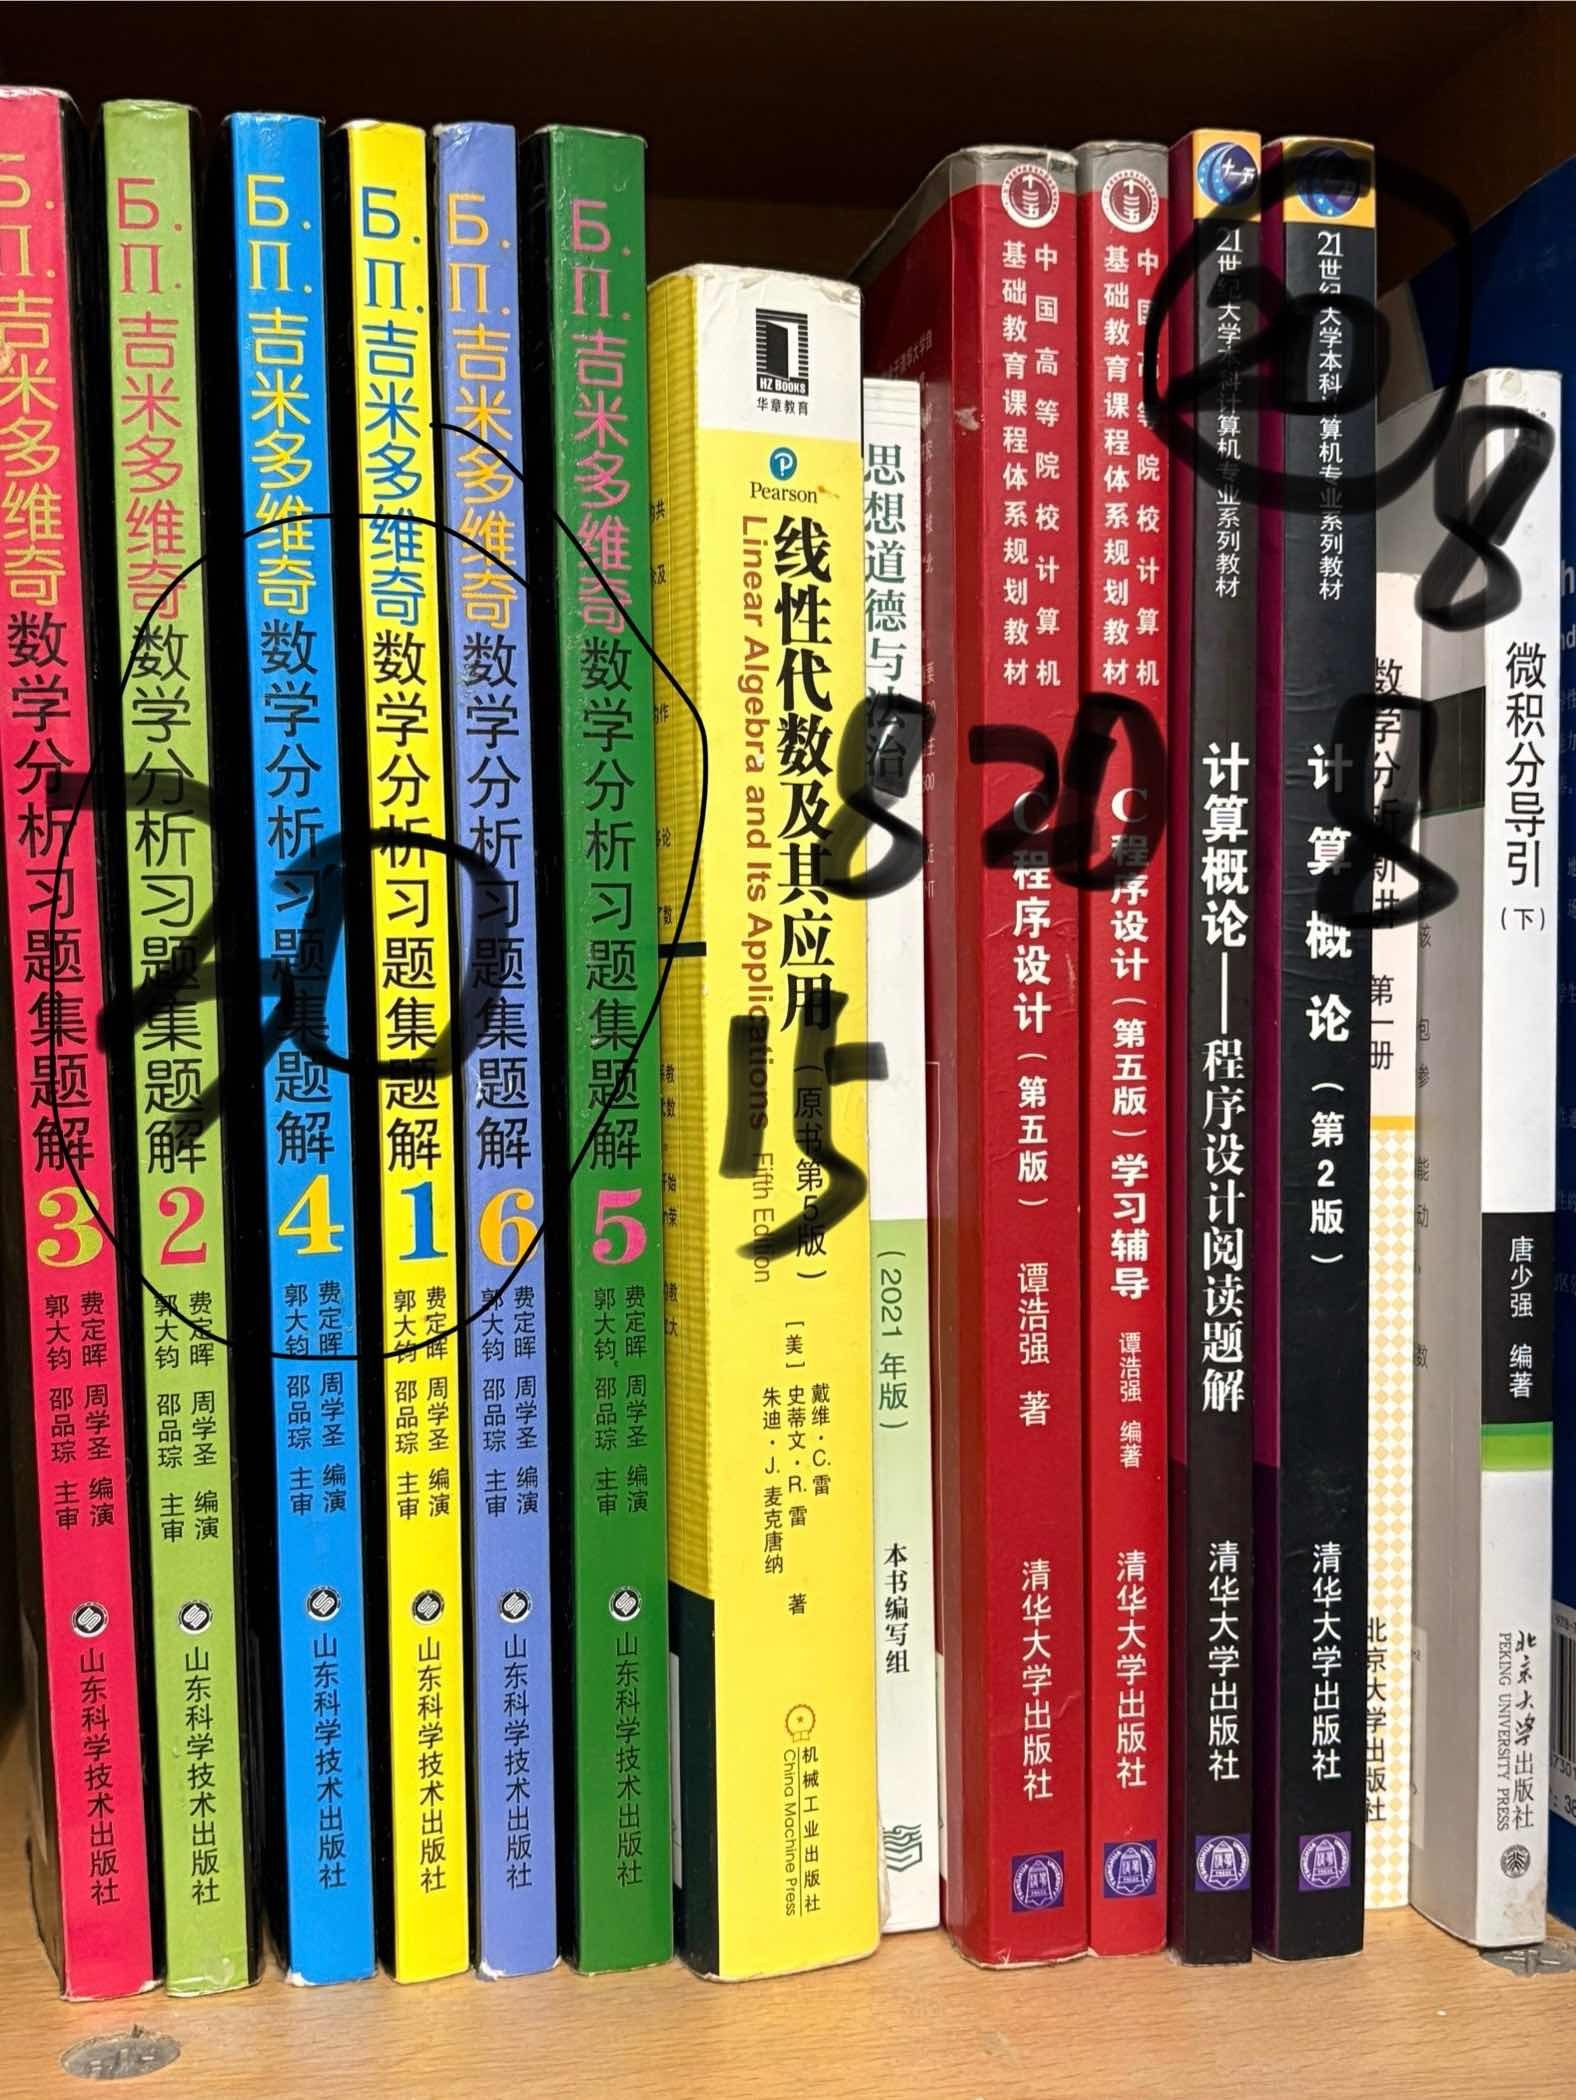 Б.П.吉米多维奇数学分析习题集题解3
费定晖 周学圣 编演
郭大钧 邵品琮 主审
山东科学技术出版社
Б.П.吉米多维奇数学分析习题集题解2
费定晖 周学圣 编演
郭大钧 邵品琮 主审
山东科学技术出版社
Б.П.吉米多维奇数学分析习题集题解4
费定晖 周学圣 编演
郭大钧 邵品琮 主审
山东科学技术出版社
Б.П.吉米多维奇数学分析习题集题解1
费定晖 周学圣 编演
郭大钧 邵品琮 主审
山东科学技术出版社
Б.П.吉米多维奇数学分析习题集题解6
费定晖 周学圣 编演
郭大钧 邵品琮 主审
山东科学技术出版社
Б.П.吉米多维奇数学分析习题集题解5
费定晖 周学圣 编演
郭大钧 邵品琮 主审
山东科学技术出版社
20
HZ BOOKS
华章教育
Pearson
线性代数及其应用（原书第5版）
Linear Algebra and Its Applications Fifth Edition
[美] 戴维·C.雷
史蒂文·R.雷
朱迪·J.麦克唐纳
著
机械工业出版社
China Machine Press
15
思想道德与法治
（2021年版）
本书编写组
8
十二五
中国高等院校计算机
基础教育课程体系规划教材
C程序设计（第五版）
谭浩强 著
清华大学出版社
十二五
中国高等院校计算机
基础教育课程体系规划教材
C程序设计（第五版）学习辅导
谭浩强 编著
清华大学出版社
20
十一五
21世纪大学本科计算机专业系列教材
计算概论——程序设计阅读题解
清华大学出版社
21世纪大学本科计算机专业系列教材
计算概论（第2版）
清华大学出版社
20
数学分析新讲 第一册
北京大学出版社
8
微积分导引（下）
唐少强 编著
北京大学出版社
PEKING UNIVERSITY PRESS
8